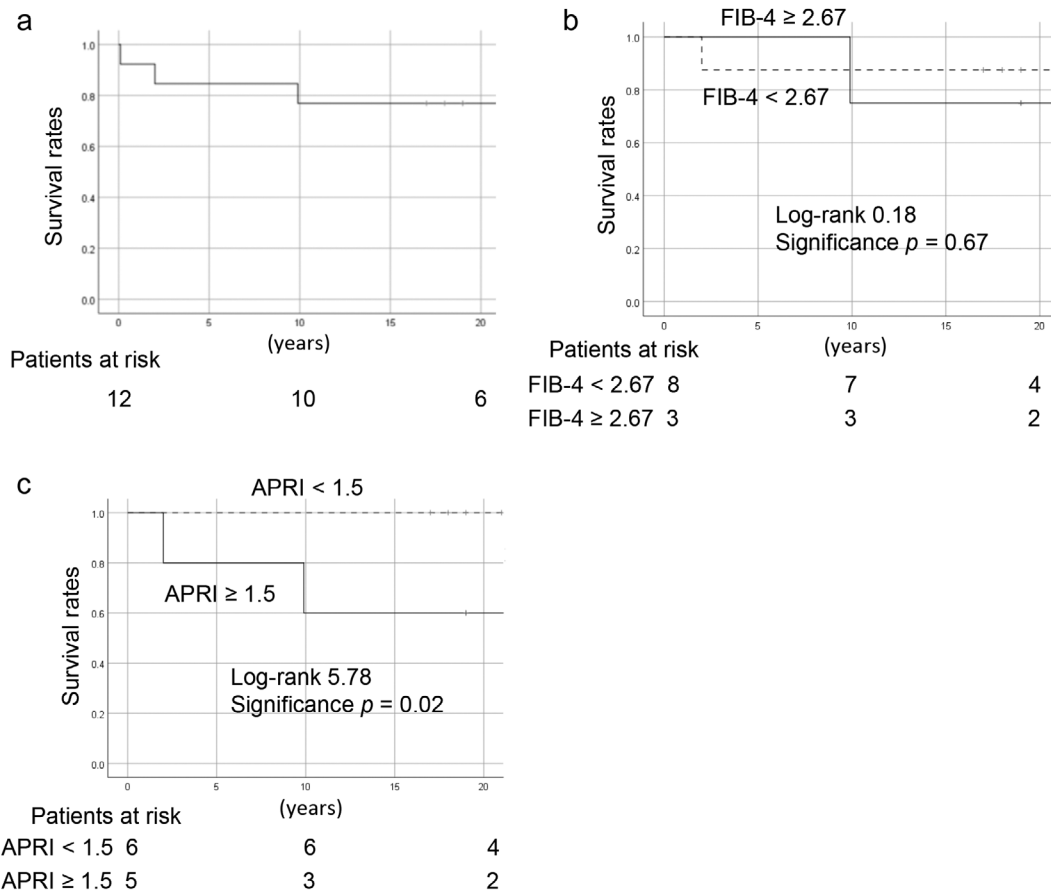 a
Survival rates
1.0
0.8
0.6
0.4
0.2
0.0
0 5 10 15 20
(years)
Patients at risk
12 10 6
b
FIB-4 ≥ 2.67
FIB-4 < 2.67
Survival rates
1.0
0.8
0.6
0.4
0.2
0.0
Log-rank 0.18
Significance p = 0.67
0 5 10 15 20
(years)
Patients at risk
FIB-4 < 2.67 8 7 4
FIB-4 ≥ 2.67 3 3 2
c
APRI < 1.5
APRI ≥ 1.5
Survival rates
1.0
0.8
0.6
0.4
0.2
0.0
Log-rank 5.78
Significance p = 0.02
0 5 10 15 20
(years)
Patients at risk
APRI < 1.5 6 6 4
APRI ≥ 1.5 5 3 2